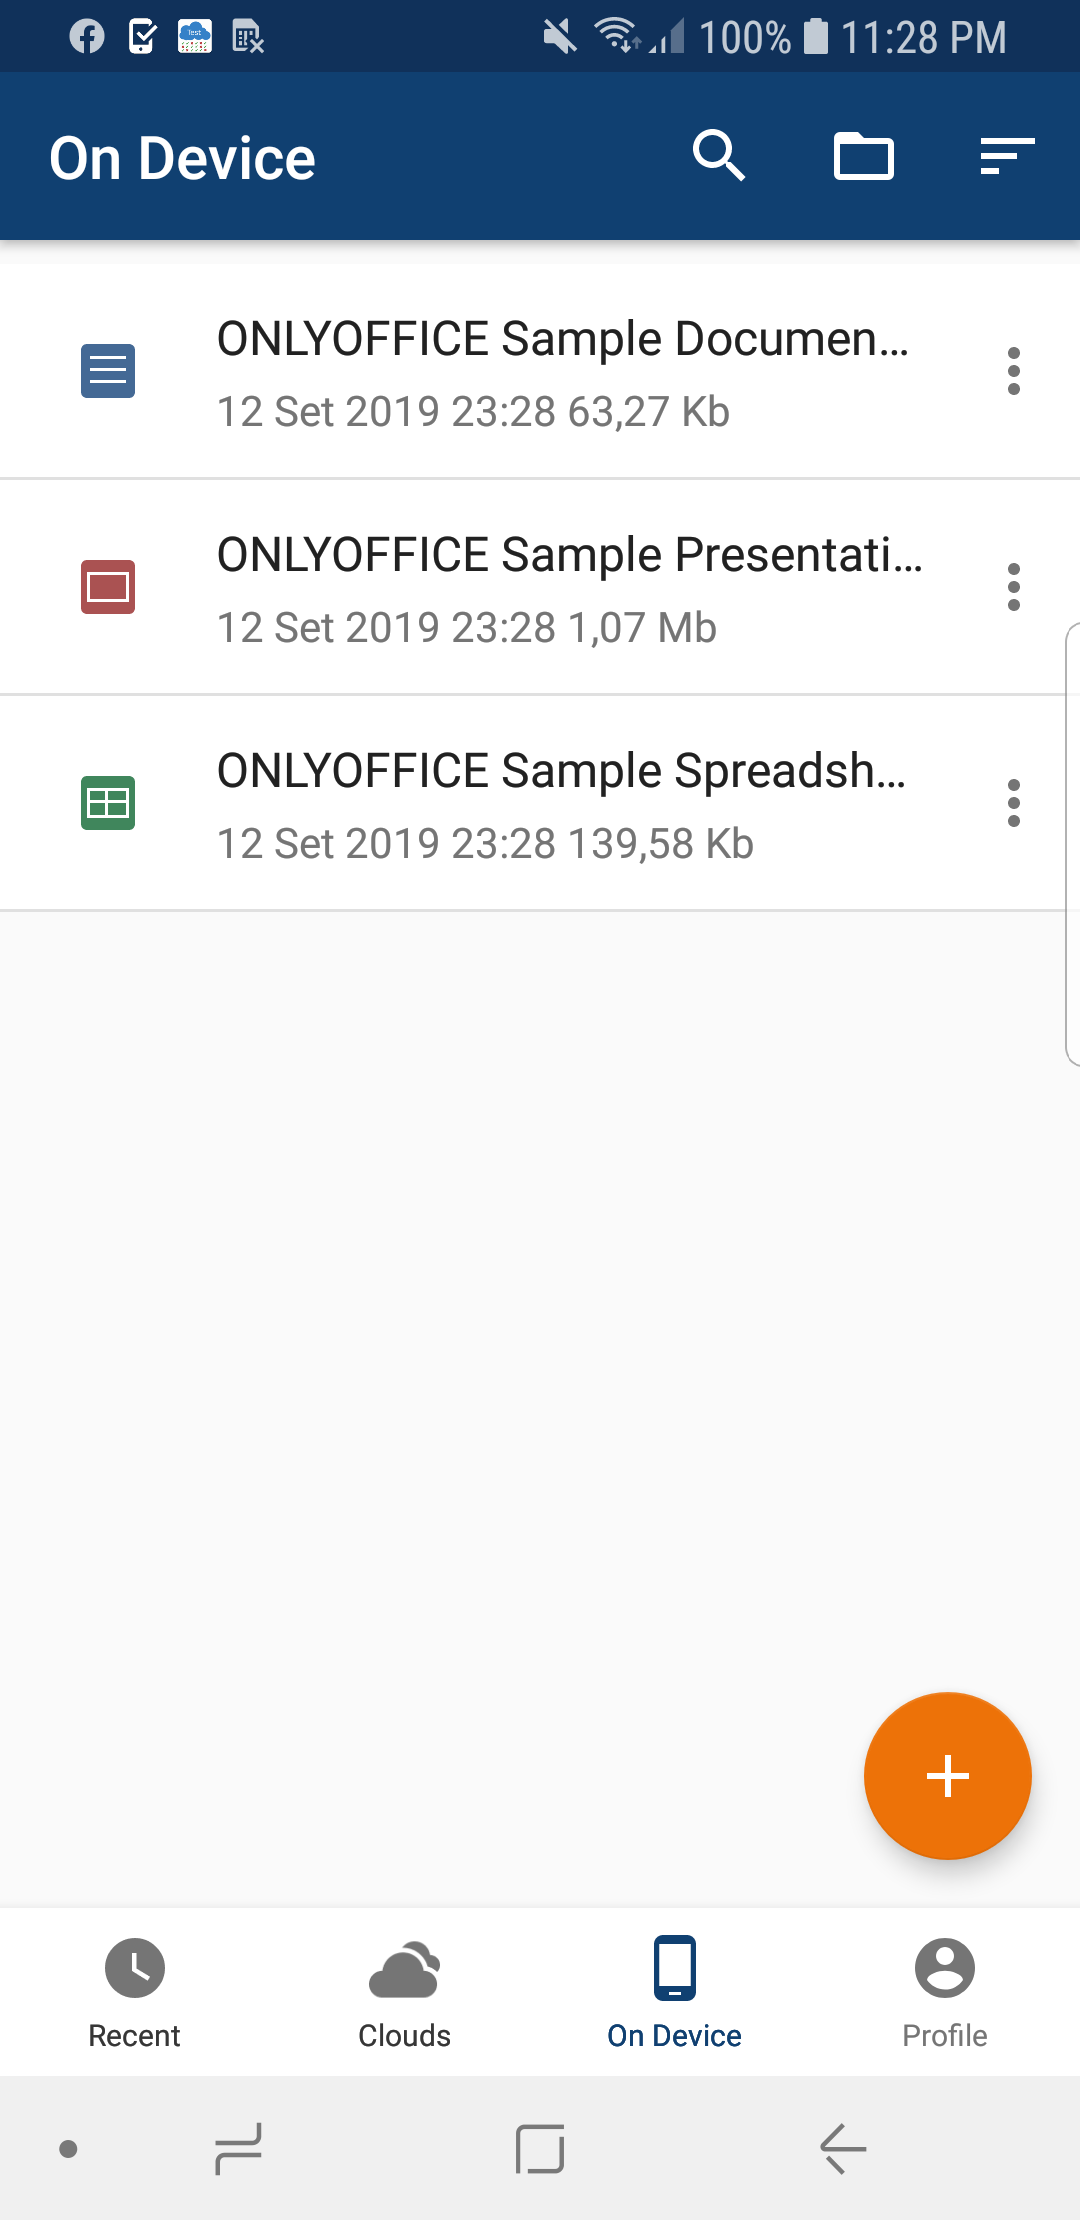 Test
100% 11:28 PM
On Device
ONLYOFFICE Sample Documen...
12 Set 2019 23:28 63,27 Kb
ONLYOFFICE Sample Presentati...
12 Set 2019 23:28 1,07 Mb
ONLYOFFICE Sample Spreadsh...
12 Set 2019 23:28 139,58 Kb
Recent
Clouds
On Device
Profile